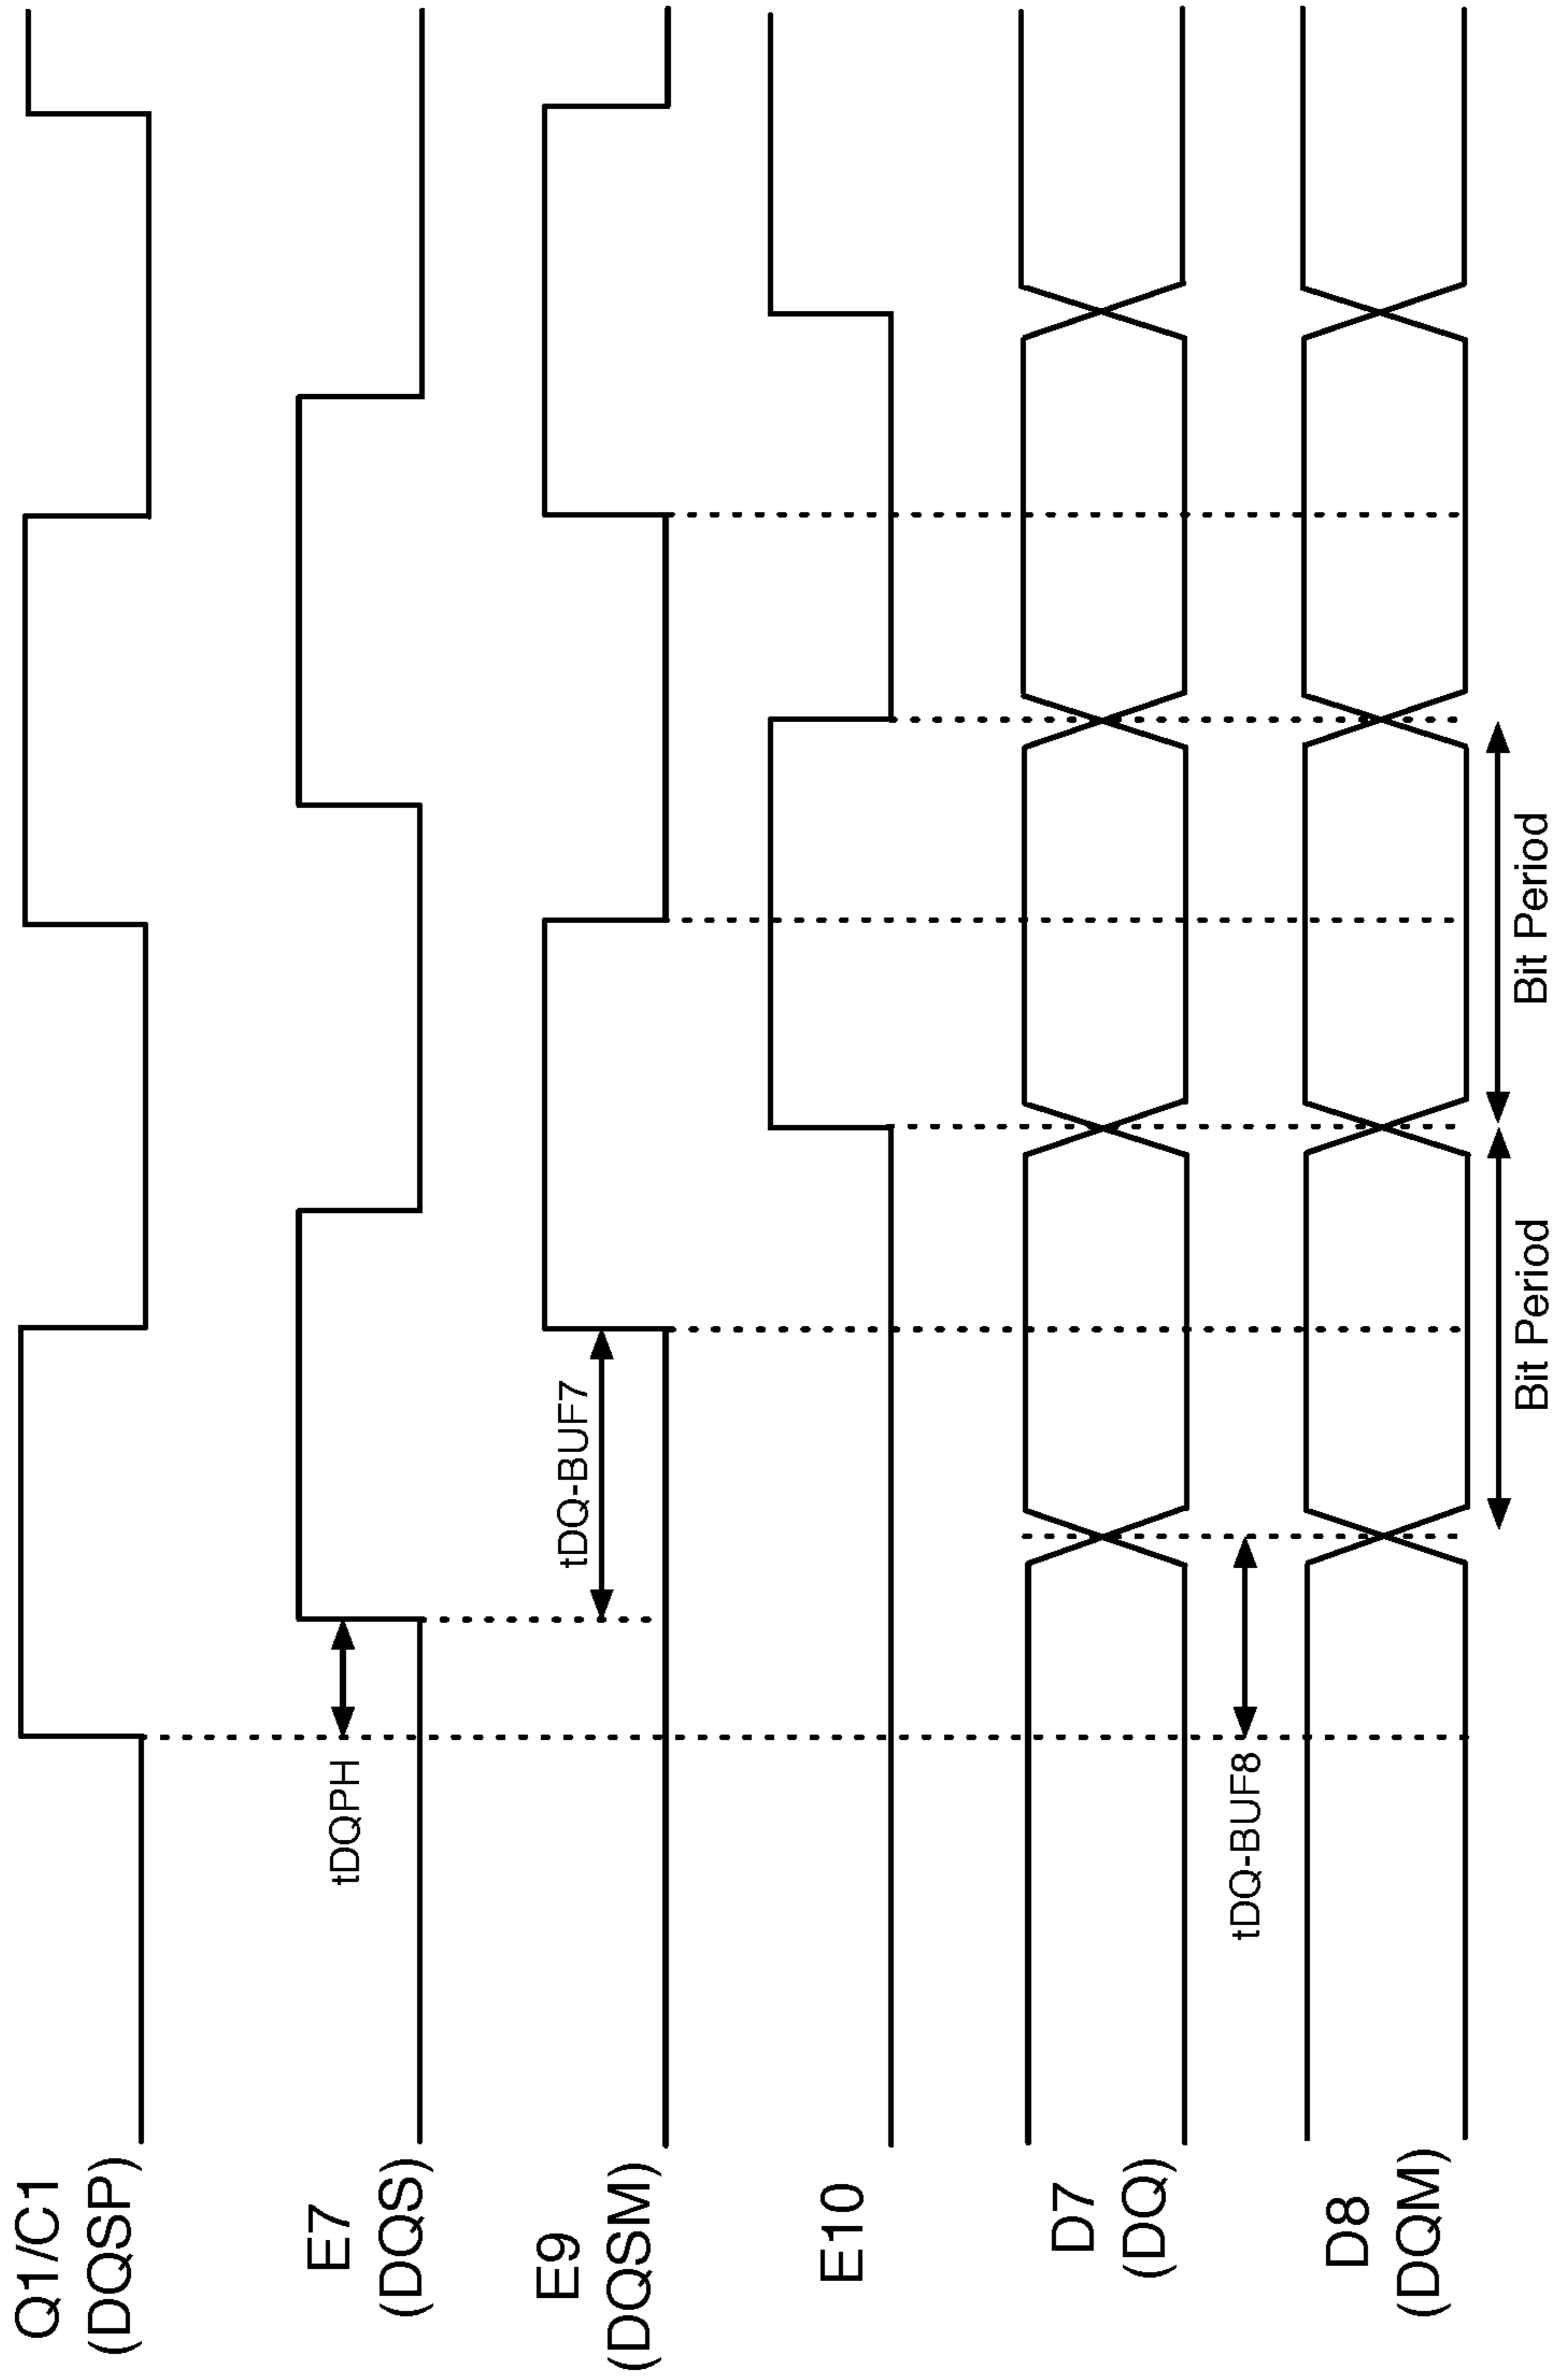 Q1/C1
(DQSP)
E7
(DQS)
tDQPH
E9
(DQSM)
tDQ-BUF7
E10
D7
(DQ)
tDQ-BUF8
D8
(DQM)
Bit Period
Bit Period